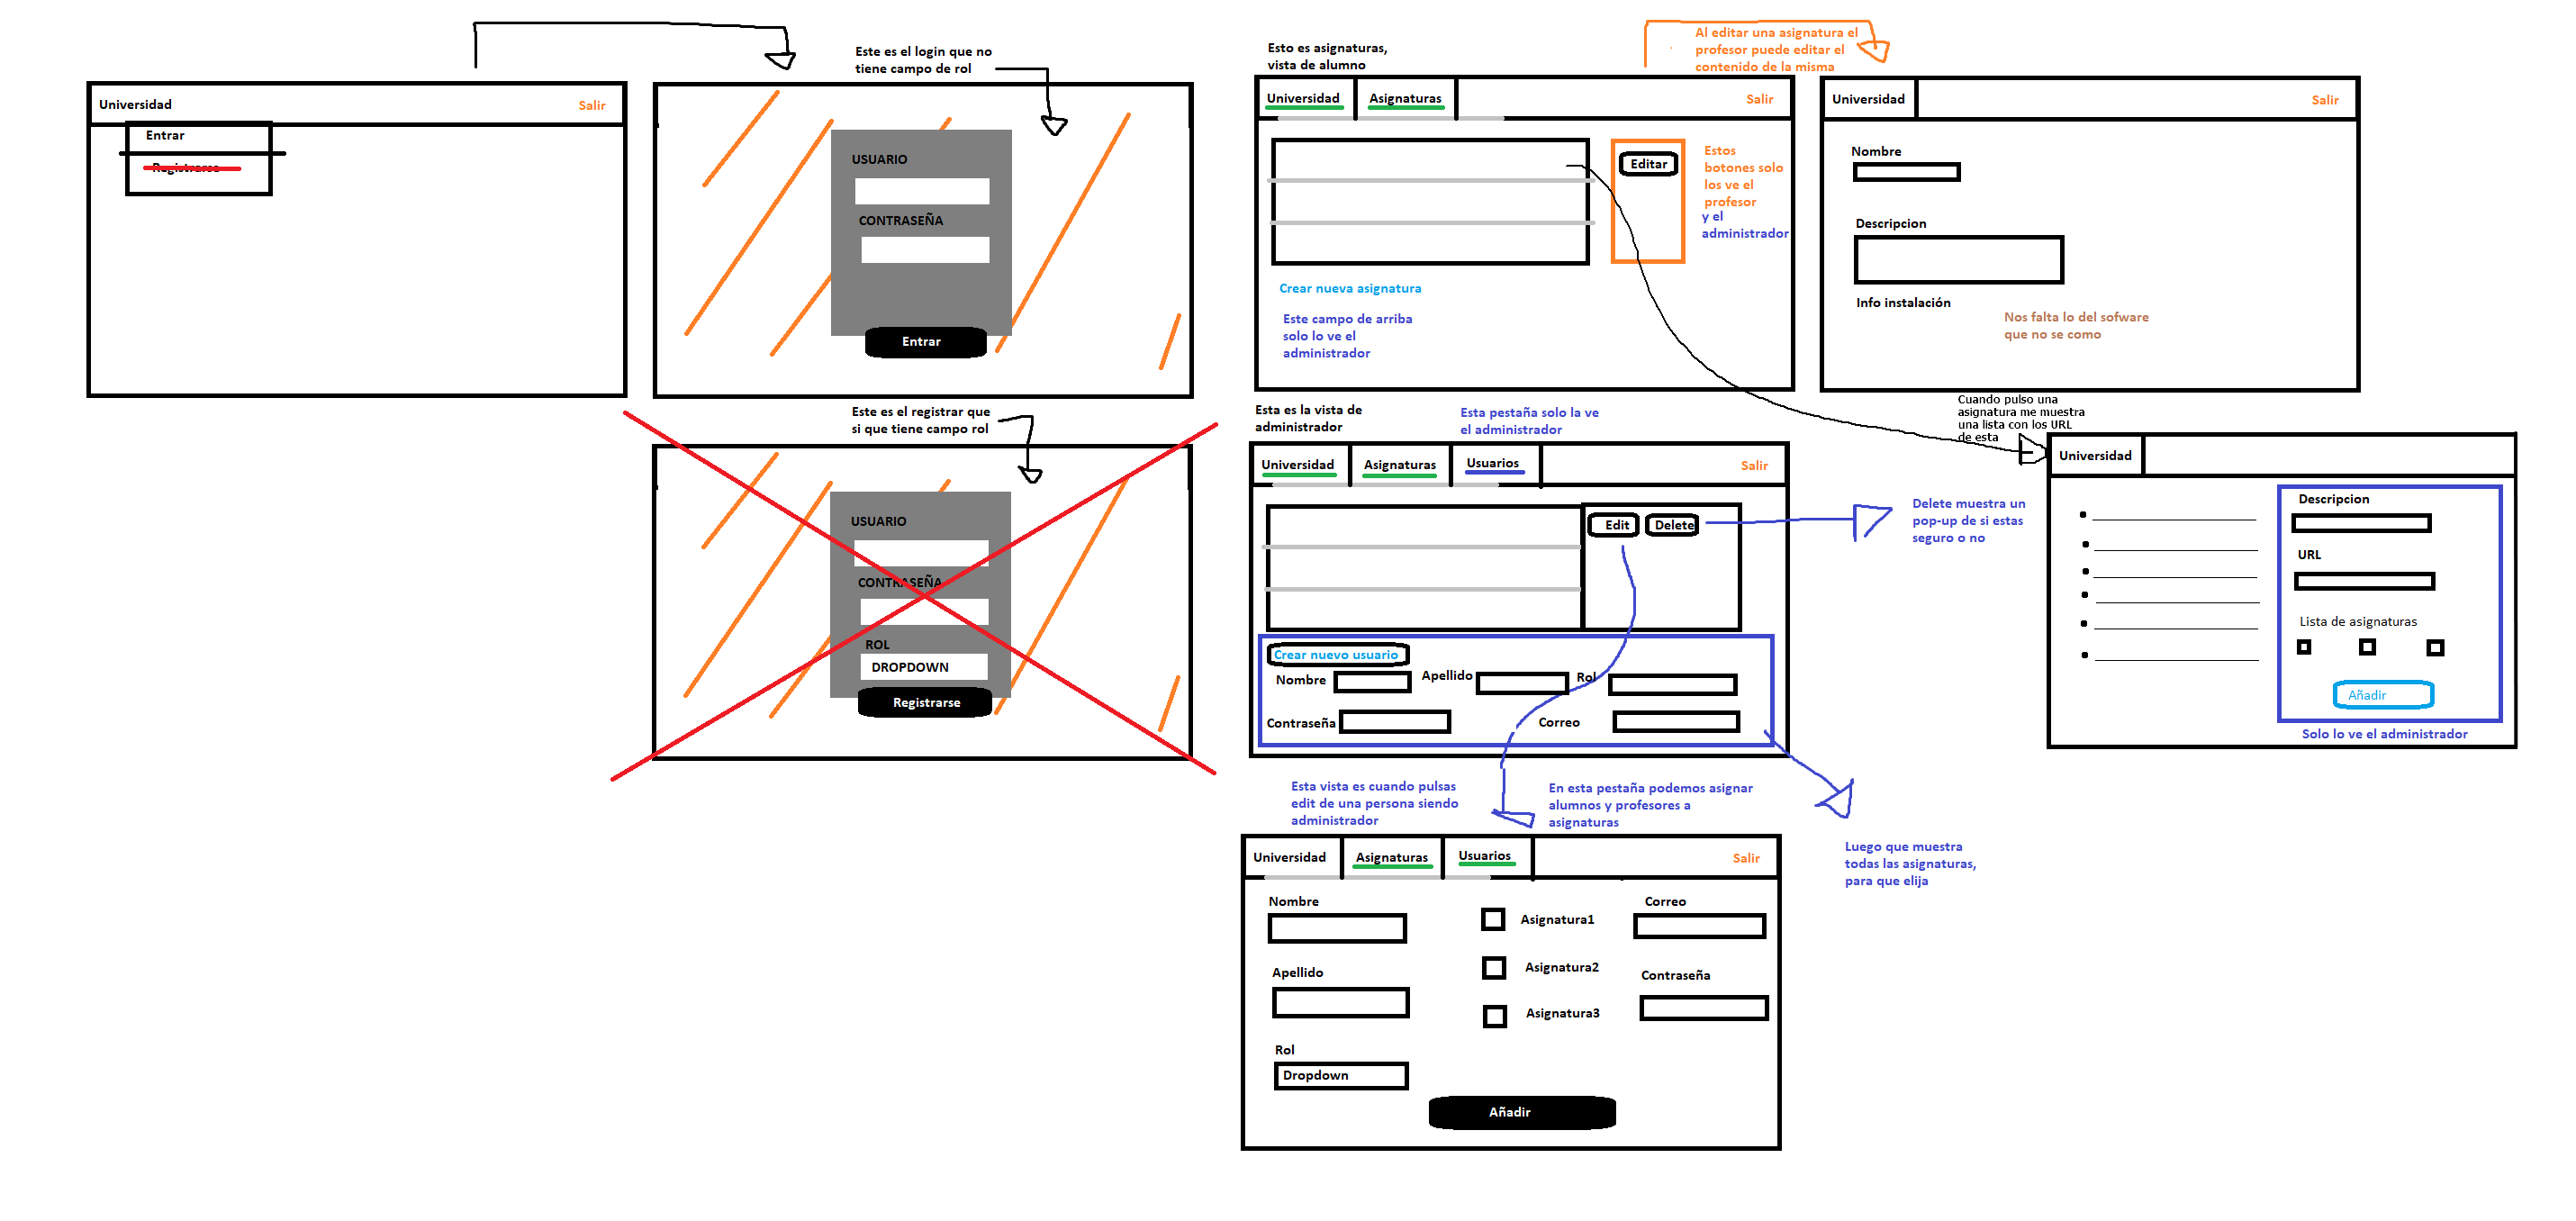 Universidad
Salir
Entrar
Registrarse
Este es el login que no
tiene campo de rol
USUARIO
CONTRASEÑA
Entrar
Este es el registrar que
si que tiene campo rol
USUARIO
CONTRASEÑA
ROL
DROPDOWN
Registrarse
Esto es asignaturas,
vista de alumno
Universidad
Asignaturas
Salir
Editar
Estos
botones solo
los ve el
profesor
y el
administrador
Crear nueva asignatura
Este campo de arriba
solo lo ve el
administrador
Al editar una asignatura el
profesor puede editar el
contenido de la misma
Universidad
Salir
Nombre
Descripcion
Info instalación
Nos falta lo del sofware
que no se como
Esta es la vista de
administrador
Esta pestaña solo la ve
el administrador
Universidad
Asignaturas
Usuarios
Salir
Edit
Delete
Crear nuevo usuario
Nombre
Apellido
Rol
Contraseña
Correo
Delete muestra un
pop-up de si estas
seguro o no
Cuando pulso una
asignatura me muestra
una lista con los URL
de esta
Universidad
Descripcion
URL
Lista de asignaturas
Añadir
Solo lo ve el administrador
Esta vista es cuando pulsas
edit de una persona siendo
administrador
En esta pestaña podemos asignar
alumnos y profesores a
asignaturas
Luego que muestra
todas las asignaturas,
para que elija
Universidad
Asignaturas
Usuarios
Salir
Nombre
Apellido
Rol
Dropdown
Asignatura1
Asignatura2
Asignatura3
Correo
Contraseña
Añadir